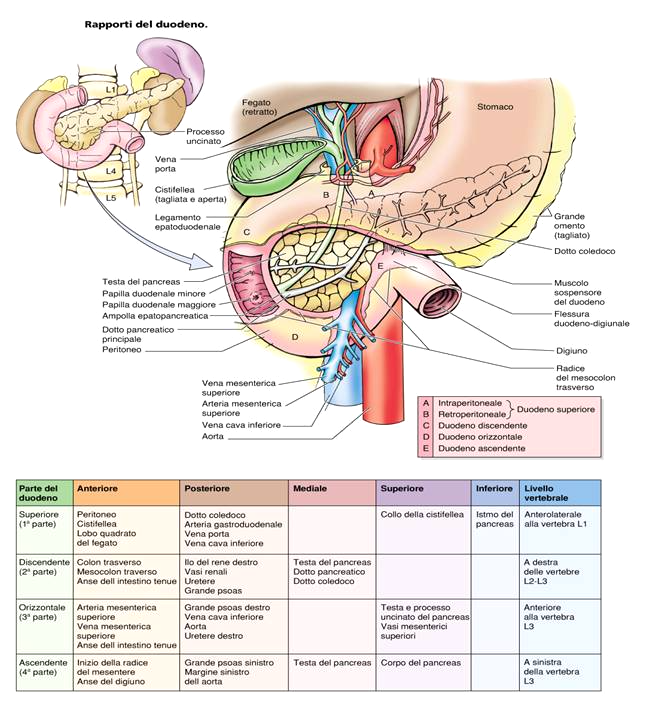 Rapporti del duodeno.
L1
L4
L5
Processo
uncinato
Vena
porta
Cistifellea
(tagliata e aperta)
Legamento
epatoduodenale
Fegato
(retratto)
Stomaco
B
A
C
E
D
Grande
omento
(tagliato)
Dotto coledoco
Muscolo
sospensore
del duodeno
Flessura
duodeno-digiunale
Digiuno
Radice
del mesocolon
trasverso
Testa del pancreas
Papilla duodenale minore
Papilla duodenale maggiore
Ampolla epatopancreatica
Dotto pancreatico
principale
Peritoneo
Vena mesenterica
superiore
Arteria mesenterica
superiore
Vena cava inferiore
Aorta
A Intraperitoneale
B Retroperitoneale
Duodeno superiore
C Duodeno discendente
D Duodeno orizzontale
E Duodeno ascendente
Parte del
duodeno
Anteriore
Posteriore
Mediale
Superiore
Inferiore
Livello
vertebrale
Superiore
(1ª parte)
Peritoneo
Cistifellea
Lobo quadrato
del fegato
Dotto coledoco
Arteria gastroduodenale
Vena porta
Vena cava inferiore
Collo della cistifellea
Istmo del
pancreas
Anterolaterale
alla vertebra L1
Discendente
(2ª parte)
Colon trasverso
Mesocolon traverso
Anse dell intestino tenue
Ilo del rene destro
Vasi renali
Uretere
Grande psoas
Testa del pancreas
Dotto pancreatico
Dotto coledoco
A destra
delle vertebre
L2-L3
Orizzontale
(3ª parte)
Arteria mesenterica
superiore
Vena mesenterica
superiore
Anse dell intestino tenue
Grande psoas destro
Vena cava inferiore
Aorta
Uretere destro
Testa e processo
uncinato del pancreas
Vasi mesenterici
superiori
Anteriore
alla vertebra
L3
Ascendente
(4ª parte)
Inizio della radice
del mesentere
Anse del digiuno
Grande psoas sinistro
Margine sinistro
dell aorta
Testa del pancreas
Corpo del pancreas
A sinistra
della vertebra
L3